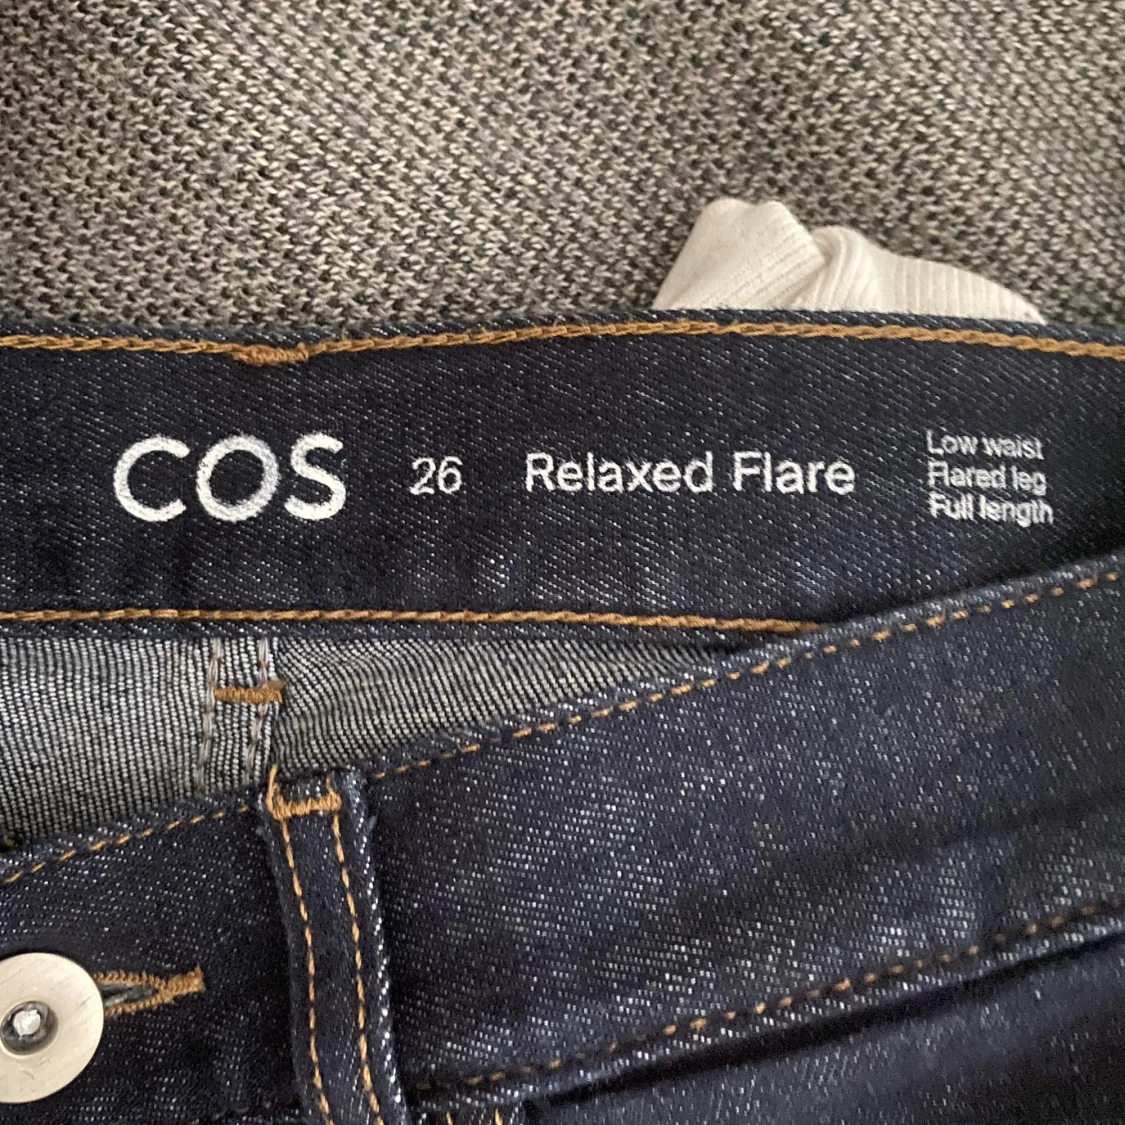 COS 26 Relaxed Flare
Low waist
Flared leg
Full length